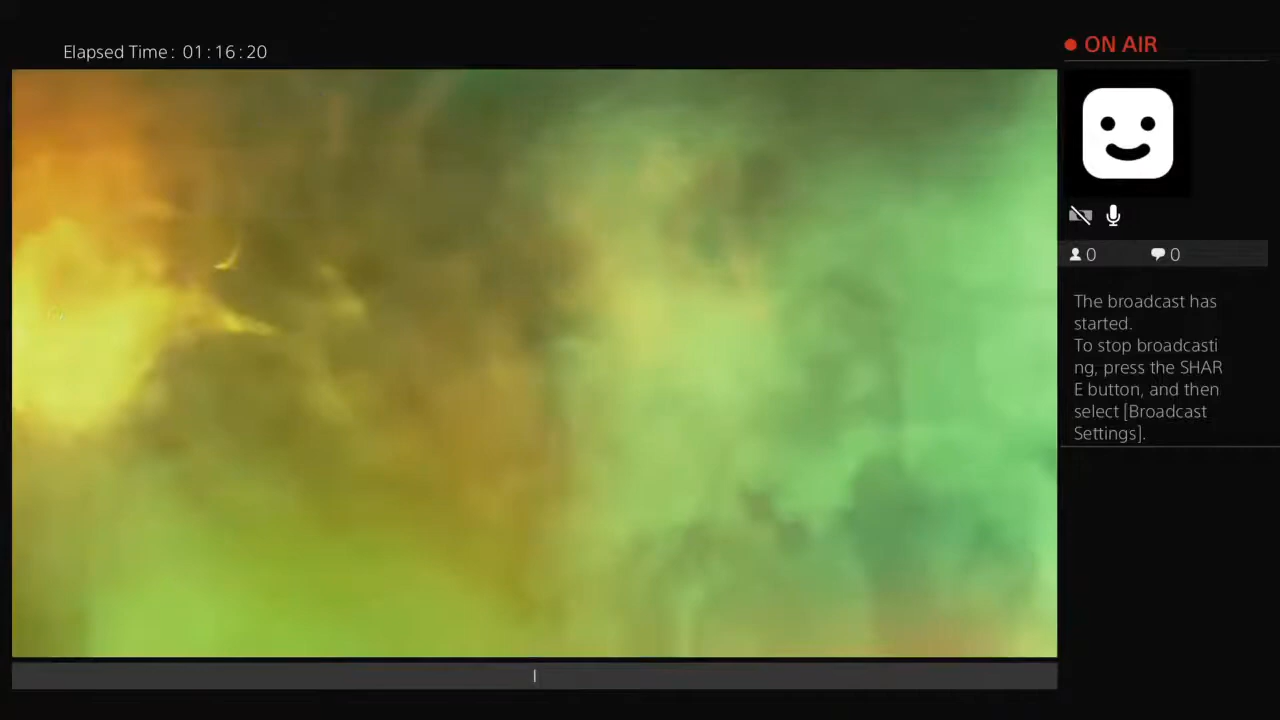 Elapsed Time: 01:16:20
ON AIR
0 0
The broadcast has
started.
To stop broadcasti
ng, press the SHAR
E button, and then
select [Broadcast
Settings].